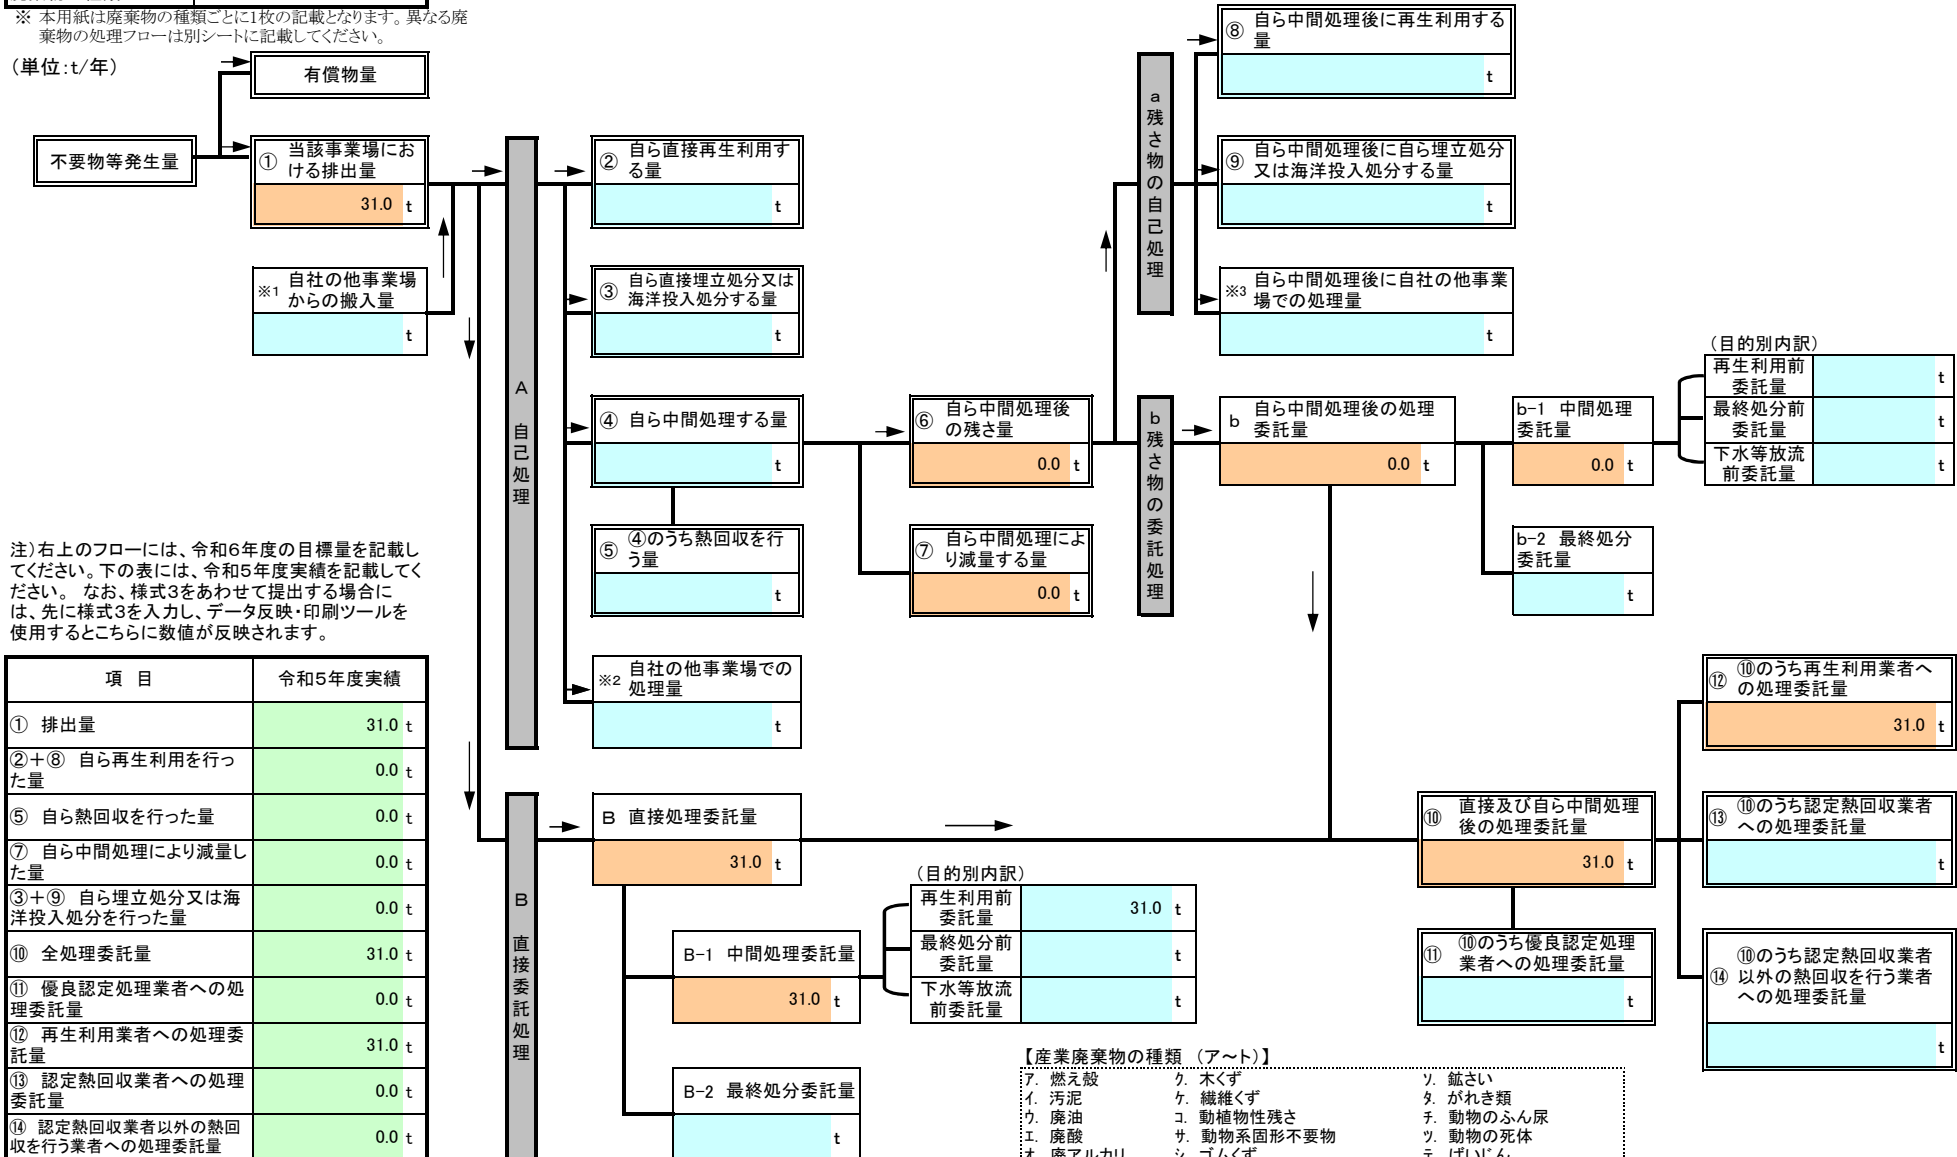 ※ 本用紙は廃棄物の種類ごとに1枚の記載となります。異なる廃
棄物の処理フローは別シートに記載してください。
(単位:t/年)
有償物量
不要物等発生量
① 当該事業場にお
ける排出量
31.0 t
※1 自社の他事業場
からの搬入量
t
A 自己処理
② 自ら直接再生利用す
る量
t
③ 自ら直接埋立処分又は
海洋投入処分する量
t
④ 自ら中間処理する量
t
⑤ ④のうち熱回収を行
う量
t
※2 自社の他事業場での
処理量
t
⑥ 自ら中間処理後
の残さ量
0.0 t
⑦ 自ら中間処理によ
り減量する量
0.0 t
a 残さ物の自己処理
⑧ 自ら中間処理後に再生利用する
量
t
⑨ 自ら中間処理後に自ら埋立処分
又は海洋投入処分する量
t
※3 自ら中間処理後に自社の他事業
場での処理量
t
b 残さ物の委託処理
b 自ら中間処理後の処理
委託量
0.0 t
b-1 中間処理
委託量
0.0 t
b-2 最終処分
委託量
t
(目的別内訳)
再生利用前
委託量
t
最終処分前
委託量
t
下水等放流
前委託量
t
注)右上のフローには、令和6年度の目標量を記載し
てください。下の表には、令和5年度実績を記載してく
ださい。 なお、様式3をあわせて提出する場合に
は、先に様式3を入力し、データ反映・印刷ツールを
使用するとこちらに数値が反映されます。
項 目 令和5年度実績
① 排出量 31.0 t
②+⑧ 自ら再生利用を行っ
た量
0.0 t
⑤ 自ら熱回収を行った量 0.0 t
⑦ 自ら中間処理により減量し
た量
0.0 t
③+⑨ 自ら埋立処分又は海
洋投入処分を行った量
0.0 t
⑩ 全処理委託量 31.0 t
⑪ 優良認定処理業者への処
理委託量
0.0 t
⑫ 再生利用業者への処理委
託量
31.0 t
⑬ 認定熱回収業者への処理
委託量
0.0 t
⑭ 認定熱回収業者以外の熱回
収を行う業者への処理委託量
0.0 t
B 直接委託処理
B 直接処理委託量
31.0 t
B-1 中間処理委託量
31.0 t
B-2 最終処分委託量
t
(目的別内訳)
再生利用前
委託量
31.0 t
最終処分前
委託量
t
下水等放流
前委託量
t
⑩ 直接及び自ら中間処理
後の処理委託量
31.0 t
⑪ ⑩のうち優良認定処理
業者への処理委託量
t
⑫ ⑩のうち再生利用業者へ
の処理委託量
31.0 t
⑬ ⑩のうち認定熱回収業者
への処理委託量
t
⑭ ⑩のうち認定熱回収業者
以外の熱回収を行う業者
への処理委託量
t
【産業廃棄物の種類 (ア～ト)】
ア. 燃え殻 ク. 木くず ソ. 鉱さい
イ. 汚泥 ケ. 繊維くず タ. がれき類
ウ. 廃油 コ. 動植物性残さ チ. 動物のふん尿
エ. 廃酸 サ. 動物系固形不要物 ツ. 動物の死体
オ. 廃アルカリ シ. ゴムくず テ. ばいじん